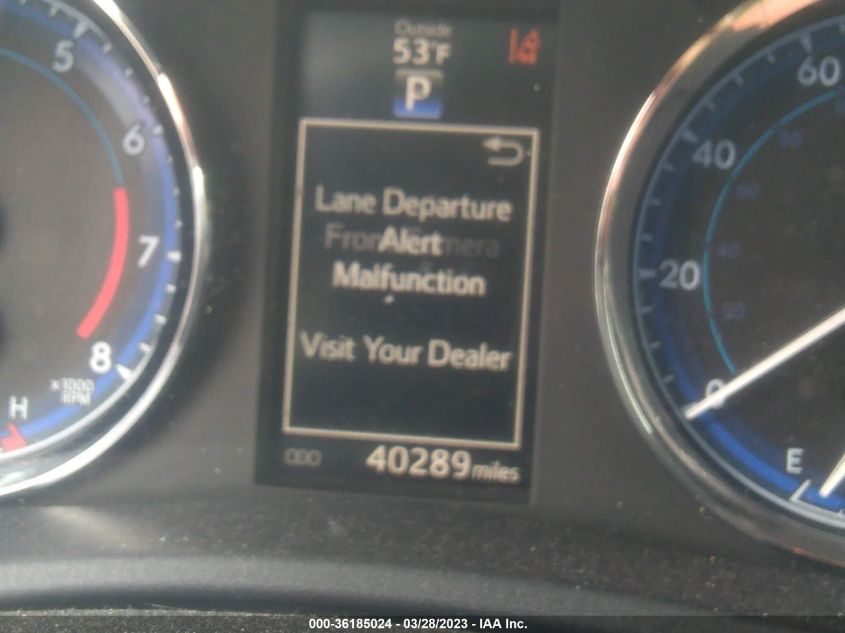 Outside
53°F
P
5
6
7
8
x1000
RPM
H
Lane Departure
Alert
Malfunction
Visit Your Dealer
ODO 40289 miles
60
40
20
0
E
000-36185024 - 03/28/2023 - IAA Inc.